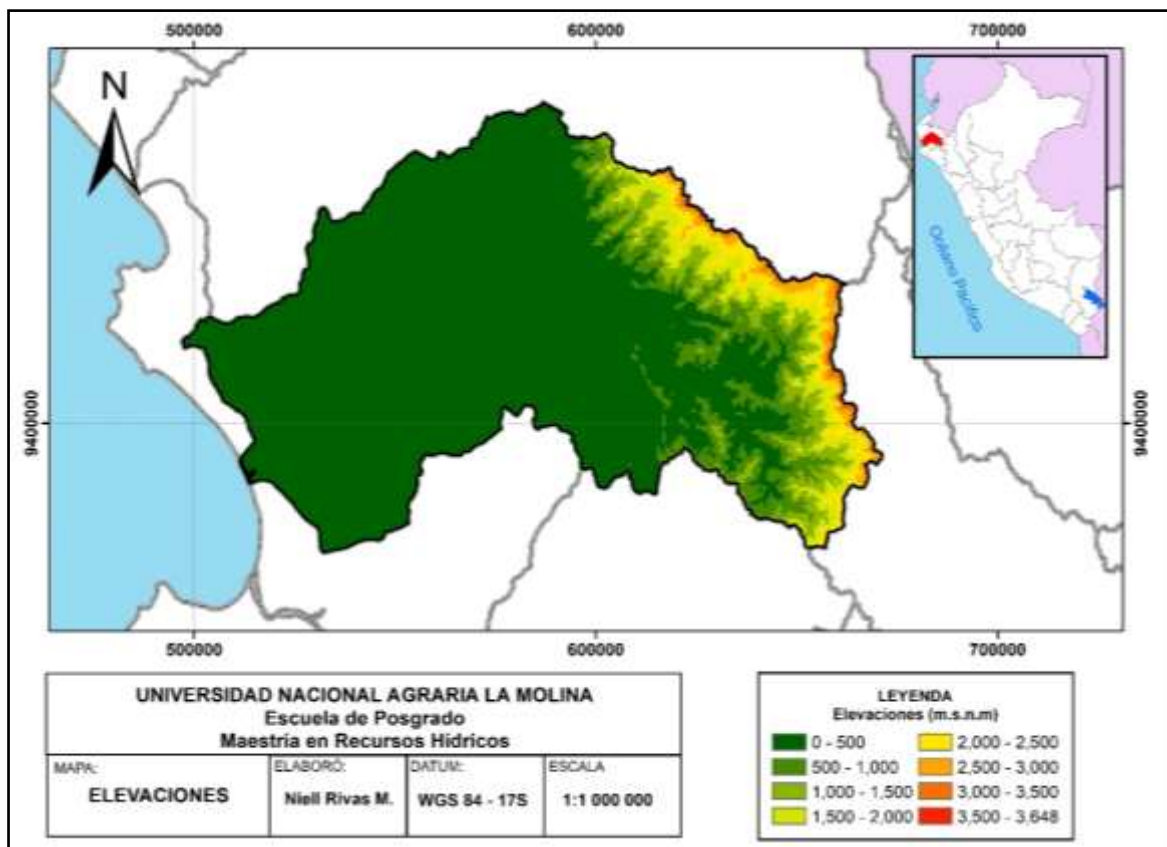 500000 600000 700000
N
Océano Pacífico
9400000 9400000
500000 600000 700000
UNIVERSIDAD NACIONAL AGRARIA LA MOLINA
Escuela de Posgrado
Maestría en Recursos Hídricos
MAPA: ELABORÓ: DATUM: ESCALA
ELEVACIONES Niell Rivas M. WGS 84 - 17S 1:1 000 000
LEYENDA
Elevaciones (m.s.n.m)
0 - 500 2,000 - 2,500
500 - 1,000 2,500 - 3,000
1,000 - 1,500 3,000 - 3,500
1,500 - 2,000 3,500 - 3,648